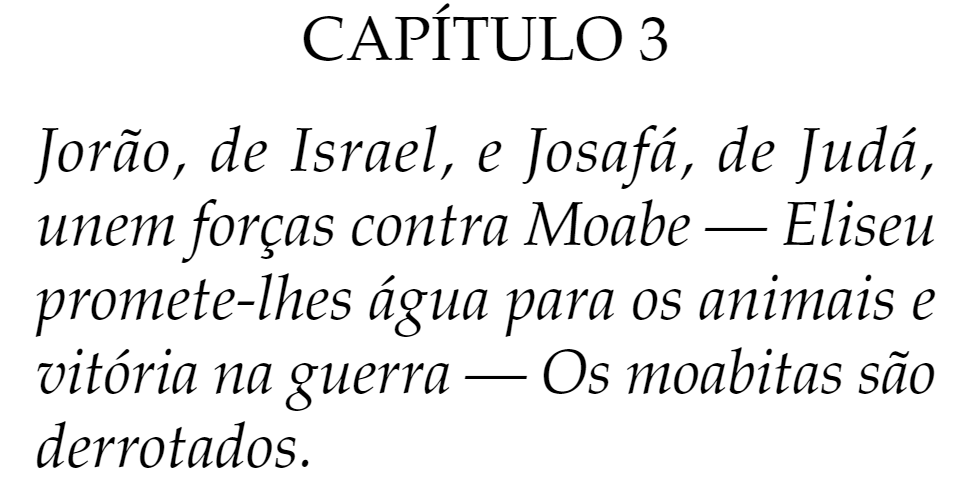 CAPÍTULO 3
Jorão, de Israel, e Josafá, de Judá,
unem forças contra Moabe — Eliseu
promete-lhes água para os animais e
vitória na guerra — Os moabitas são
derrotados.